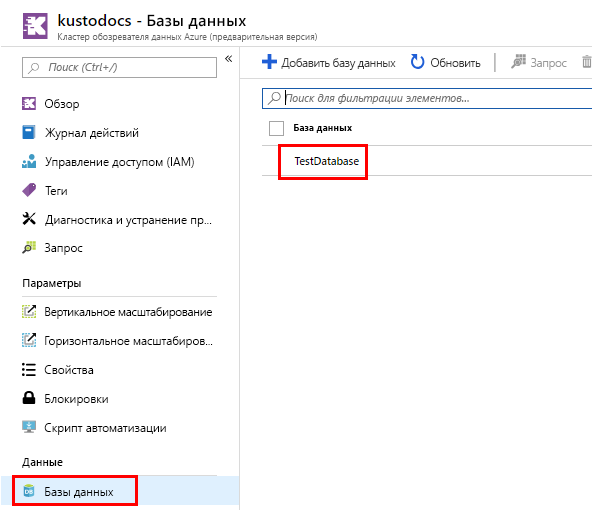 kustodocs - Базы данных
Кластер обозревателя данных Azure (предварительная версия)
Поиск (Ctrl+/)
«
Обзор
Журнал действий
Управление доступом (IAM)
Теги
Диагностика и устранение пр...
Запрос
Параметры
Вертикальное масштабирование
Горизонтальное масштабиров...
Свойства
Блокировки
Скрипт автоматизации
Данные
Базы данных
Добавить базу данных Обновить Запрос
Поиск для фильтрации элементов...
База данных
TestDatabase